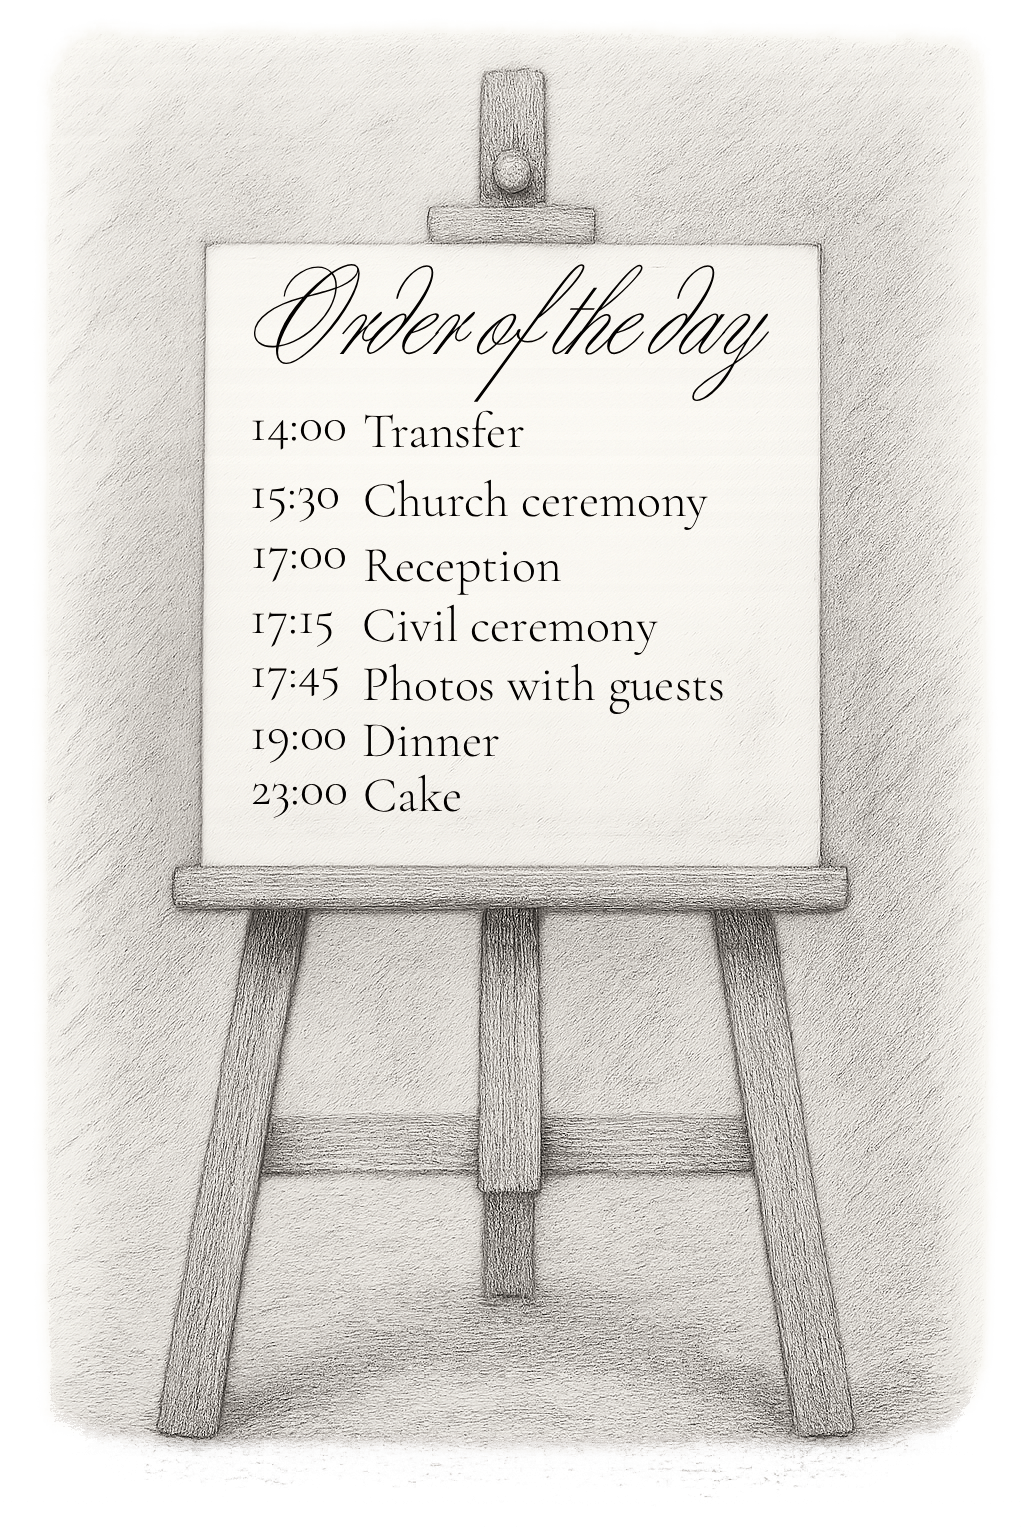 Order of the day
14:00 Transfer
15:30 Church ceremony
17:00 Reception
17:15 Civil ceremony
17:45 Photos with guests
19:00 Dinner
23:00 Cake